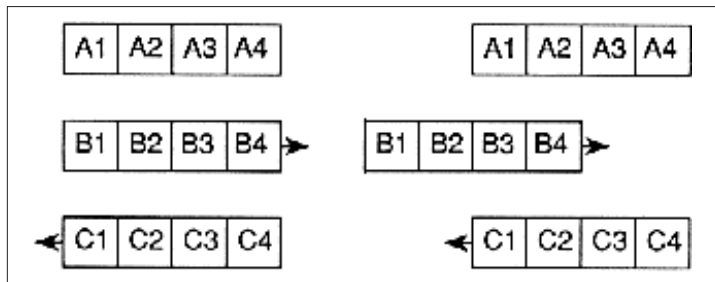 A1 A2 A3 A4 A1 A2 A3 A4
B1 B2 B3 B4 B1 B2 B3 B4
C1 C2 C3 C4 C1 C2 C3 C4